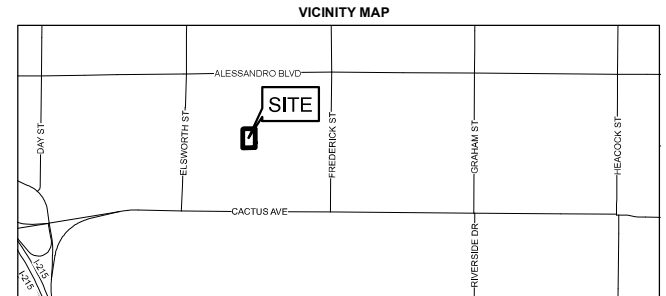 VICINITY MAP
ALESSANDRO BLVD
SITE
DAY ST
ELSWORTH ST
FREDERICK ST
GRAHAM ST
HEACOCK ST
CACTUS AVE
RIVERSIDE DR
I-215
I-215